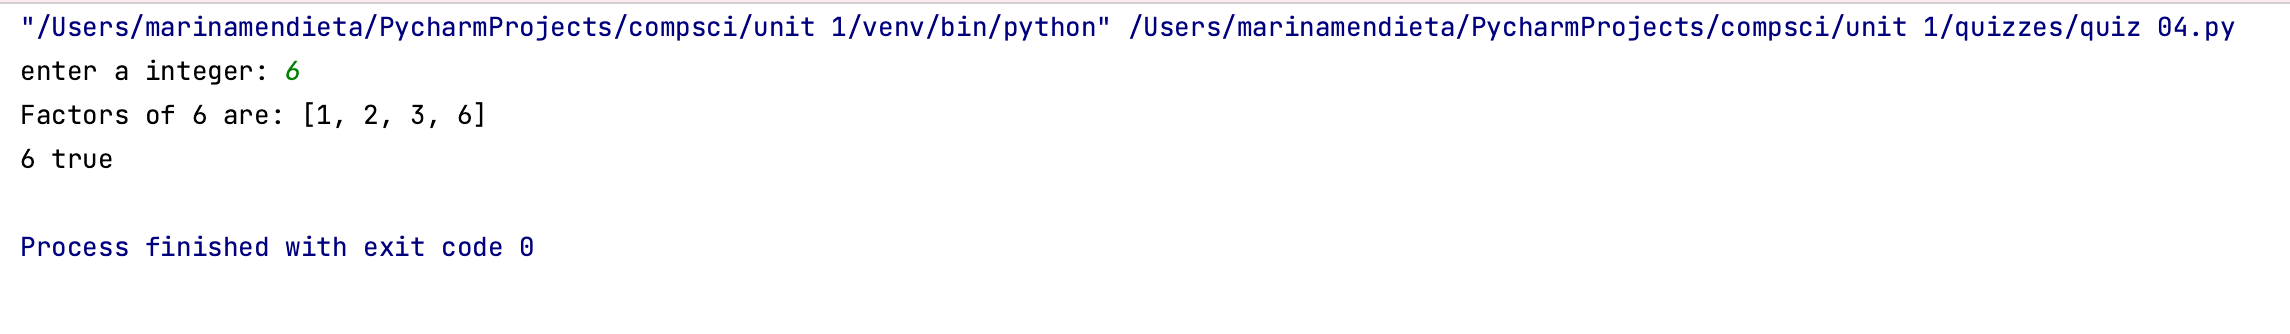 "/Users/marinamendieta/PycharmProjects/compsci/unit 1/venv/bin/python" /Users/marinamendieta/PycharmProjects/compsci/unit 1/quizzes/quiz 04.py
enter a integer: 6
Factors of 6 are: [1, 2, 3, 6]
6 true
Process finished with exit code 0